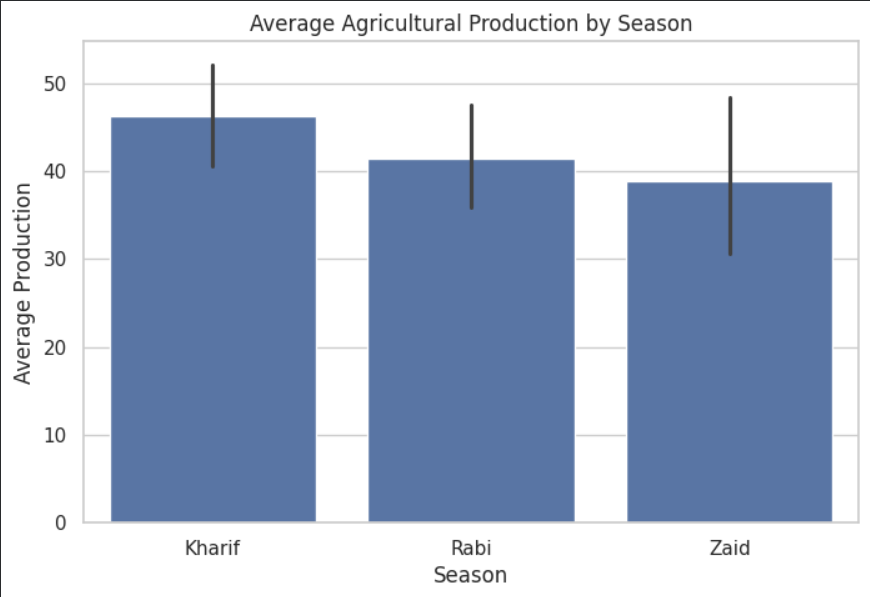 Average Agricultural Production by Season
Average Production
50
40
30
20
10
0
Kharif
Rabi
Zaid
Season